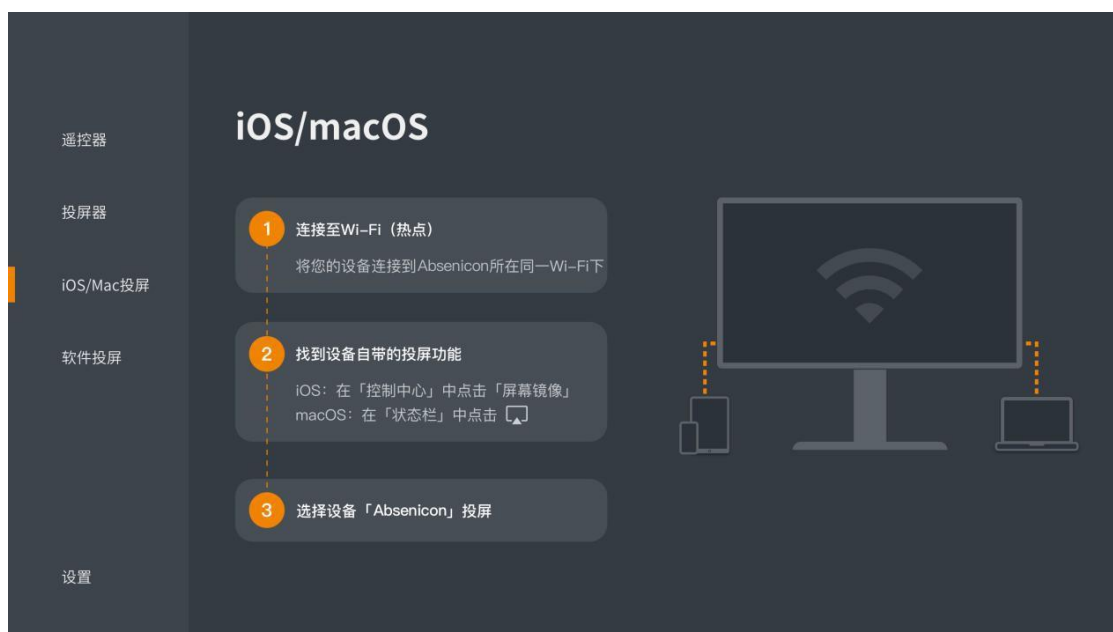 遥控器
投屏器
iOS/Mac投屏
软件投屏
设置
iOS/macOS
1
连接至Wi-Fi（热点）
将您的设备连接到Absenicon所在同一Wi-Fi下
2
找到设备自带的投屏功能
iOS：在「控制中心」中点击「屏幕镜像」
macOS：在「状态栏」中点击
3
选择设备「Absenicon」投屏